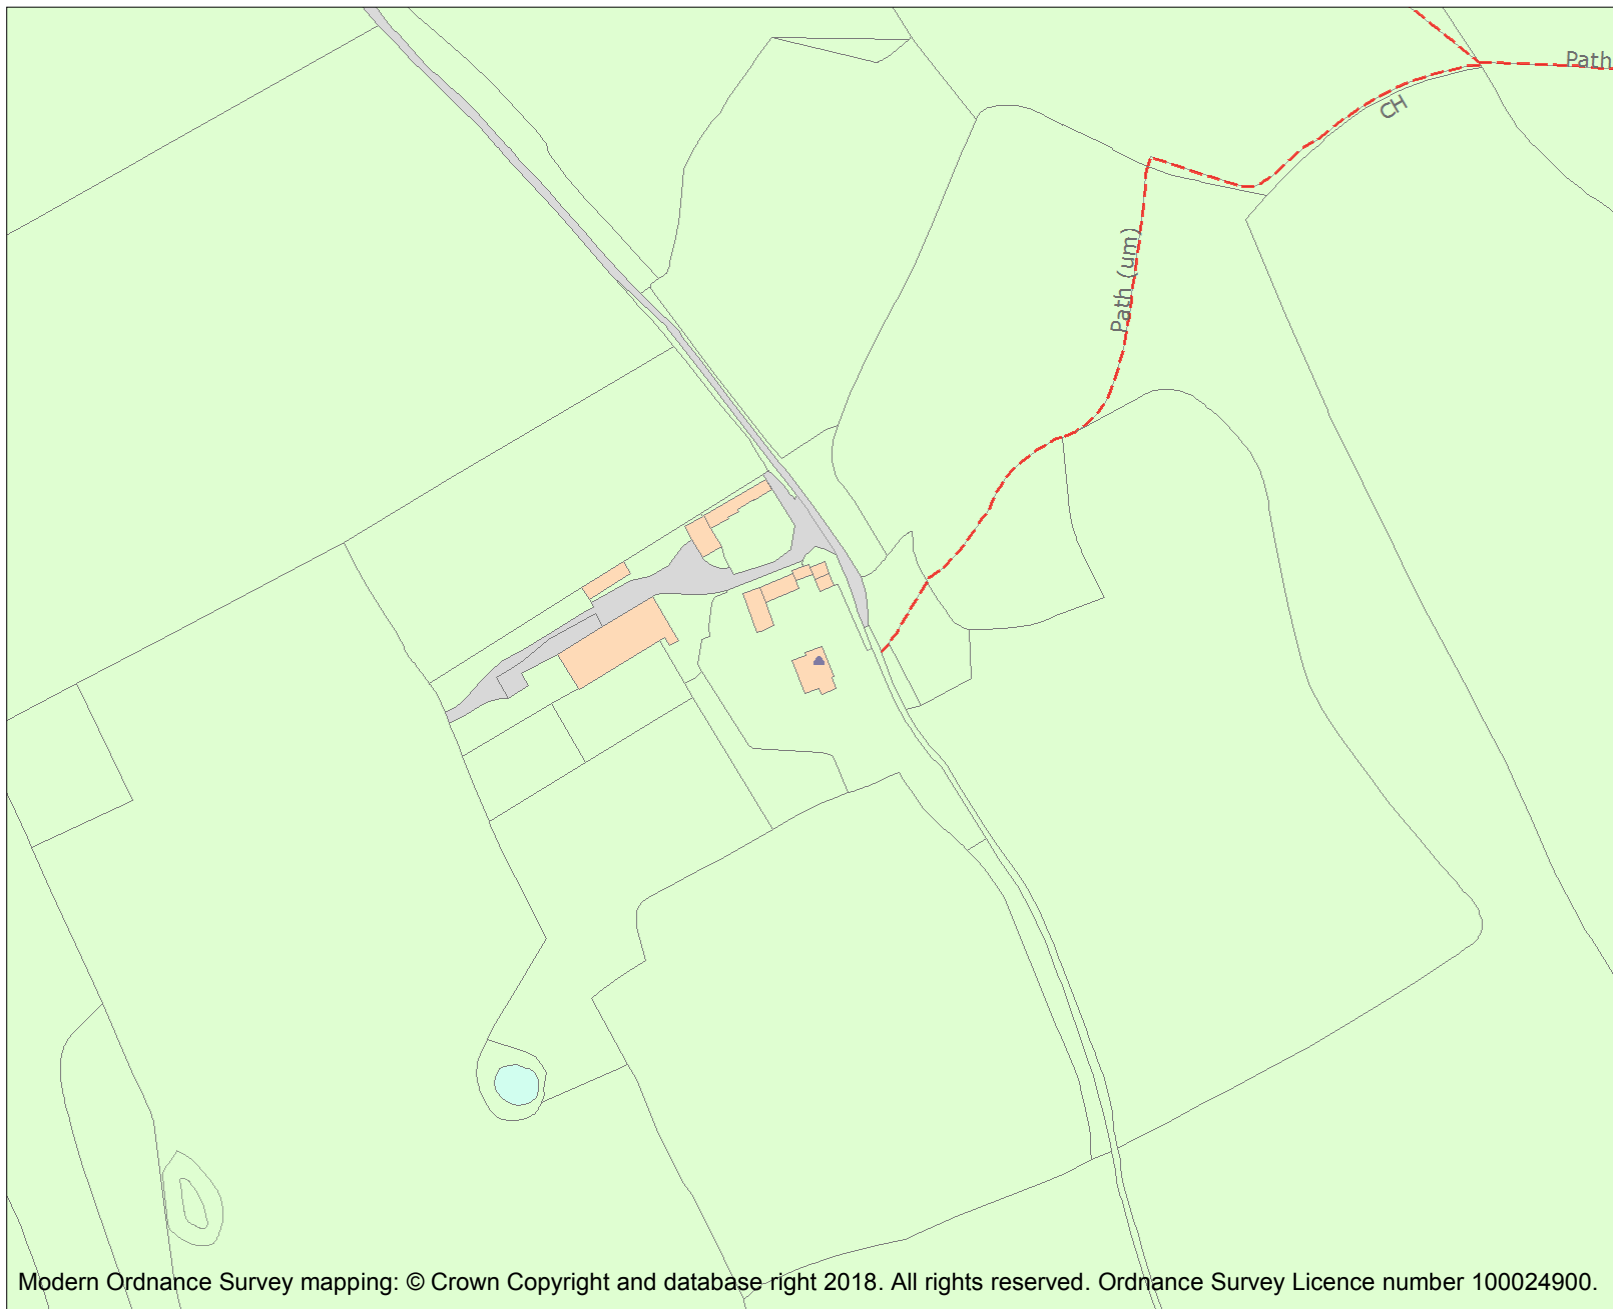 Path
CH
Path (um)
Modern Ordnance Survey mapping: © Crown Copyright and database right 2018. All rights reserved. Ordnance Survey Licence number 100024900.